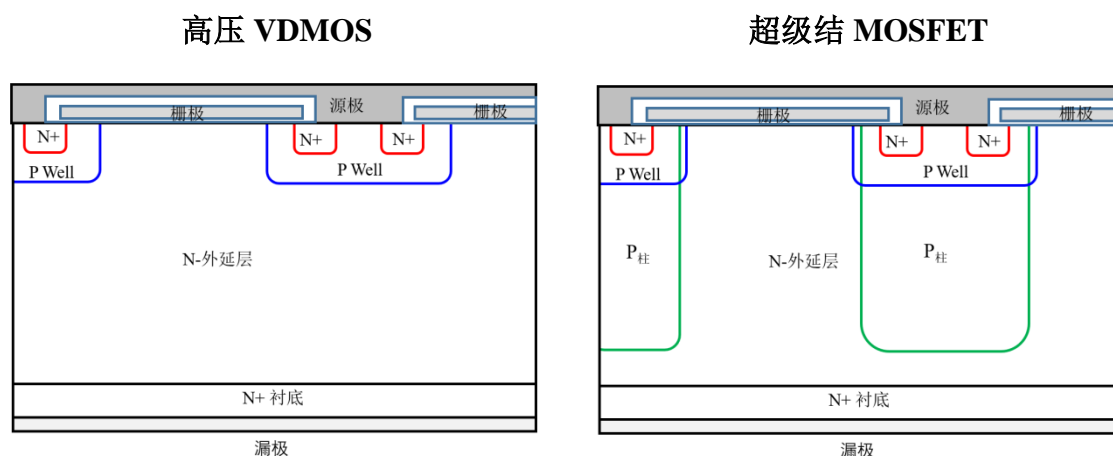 高压 VDMOS
超级结 MOSFET
栅极
源极
栅极
N+
N+
N+
P Well
P Well
N-外延层
N+ 衬底
漏极
栅极
源极
栅极
N+
N+
N+
P Well
P Well
P柱
N-外延层
P柱
N+ 衬底
漏极